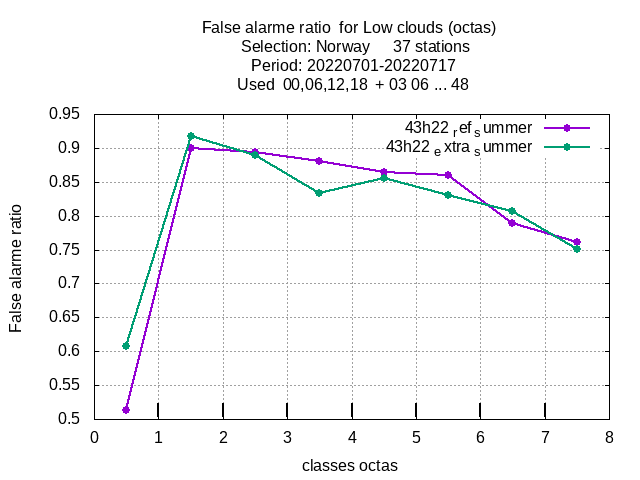 False alarme ratio for Low clouds (octas)
Selection: Norway 37 stations
Period: 20220701-20220717
Used 00,06,12,18 + 03 06 ... 48
43h22 ref summer
43h22 extra summer
0.95
0.9
0.85
0.8
0.75
0.7
0.65
0.6
0.55
0.5
False alarme ratio
0 1 2 3 4 5 6 7 8
classes octas